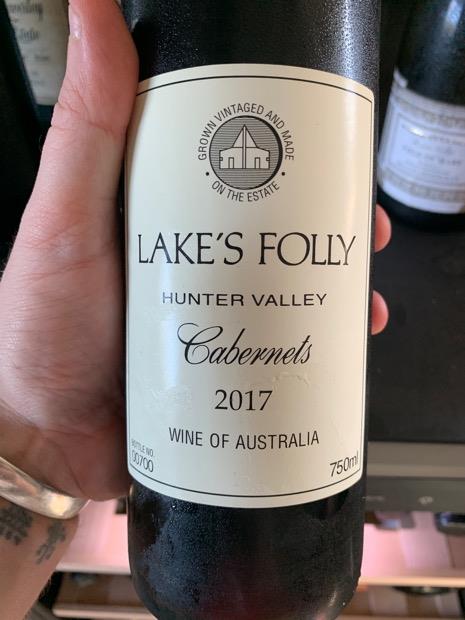 GROWN VINTAGED AND MADE
• ON THE ESTATE •
LAKE'S FOLLY
HUNTER VALLEY
Cabernets
2017
WINE OF AUSTRALIA
BOTTLE NO.
00700
750ml